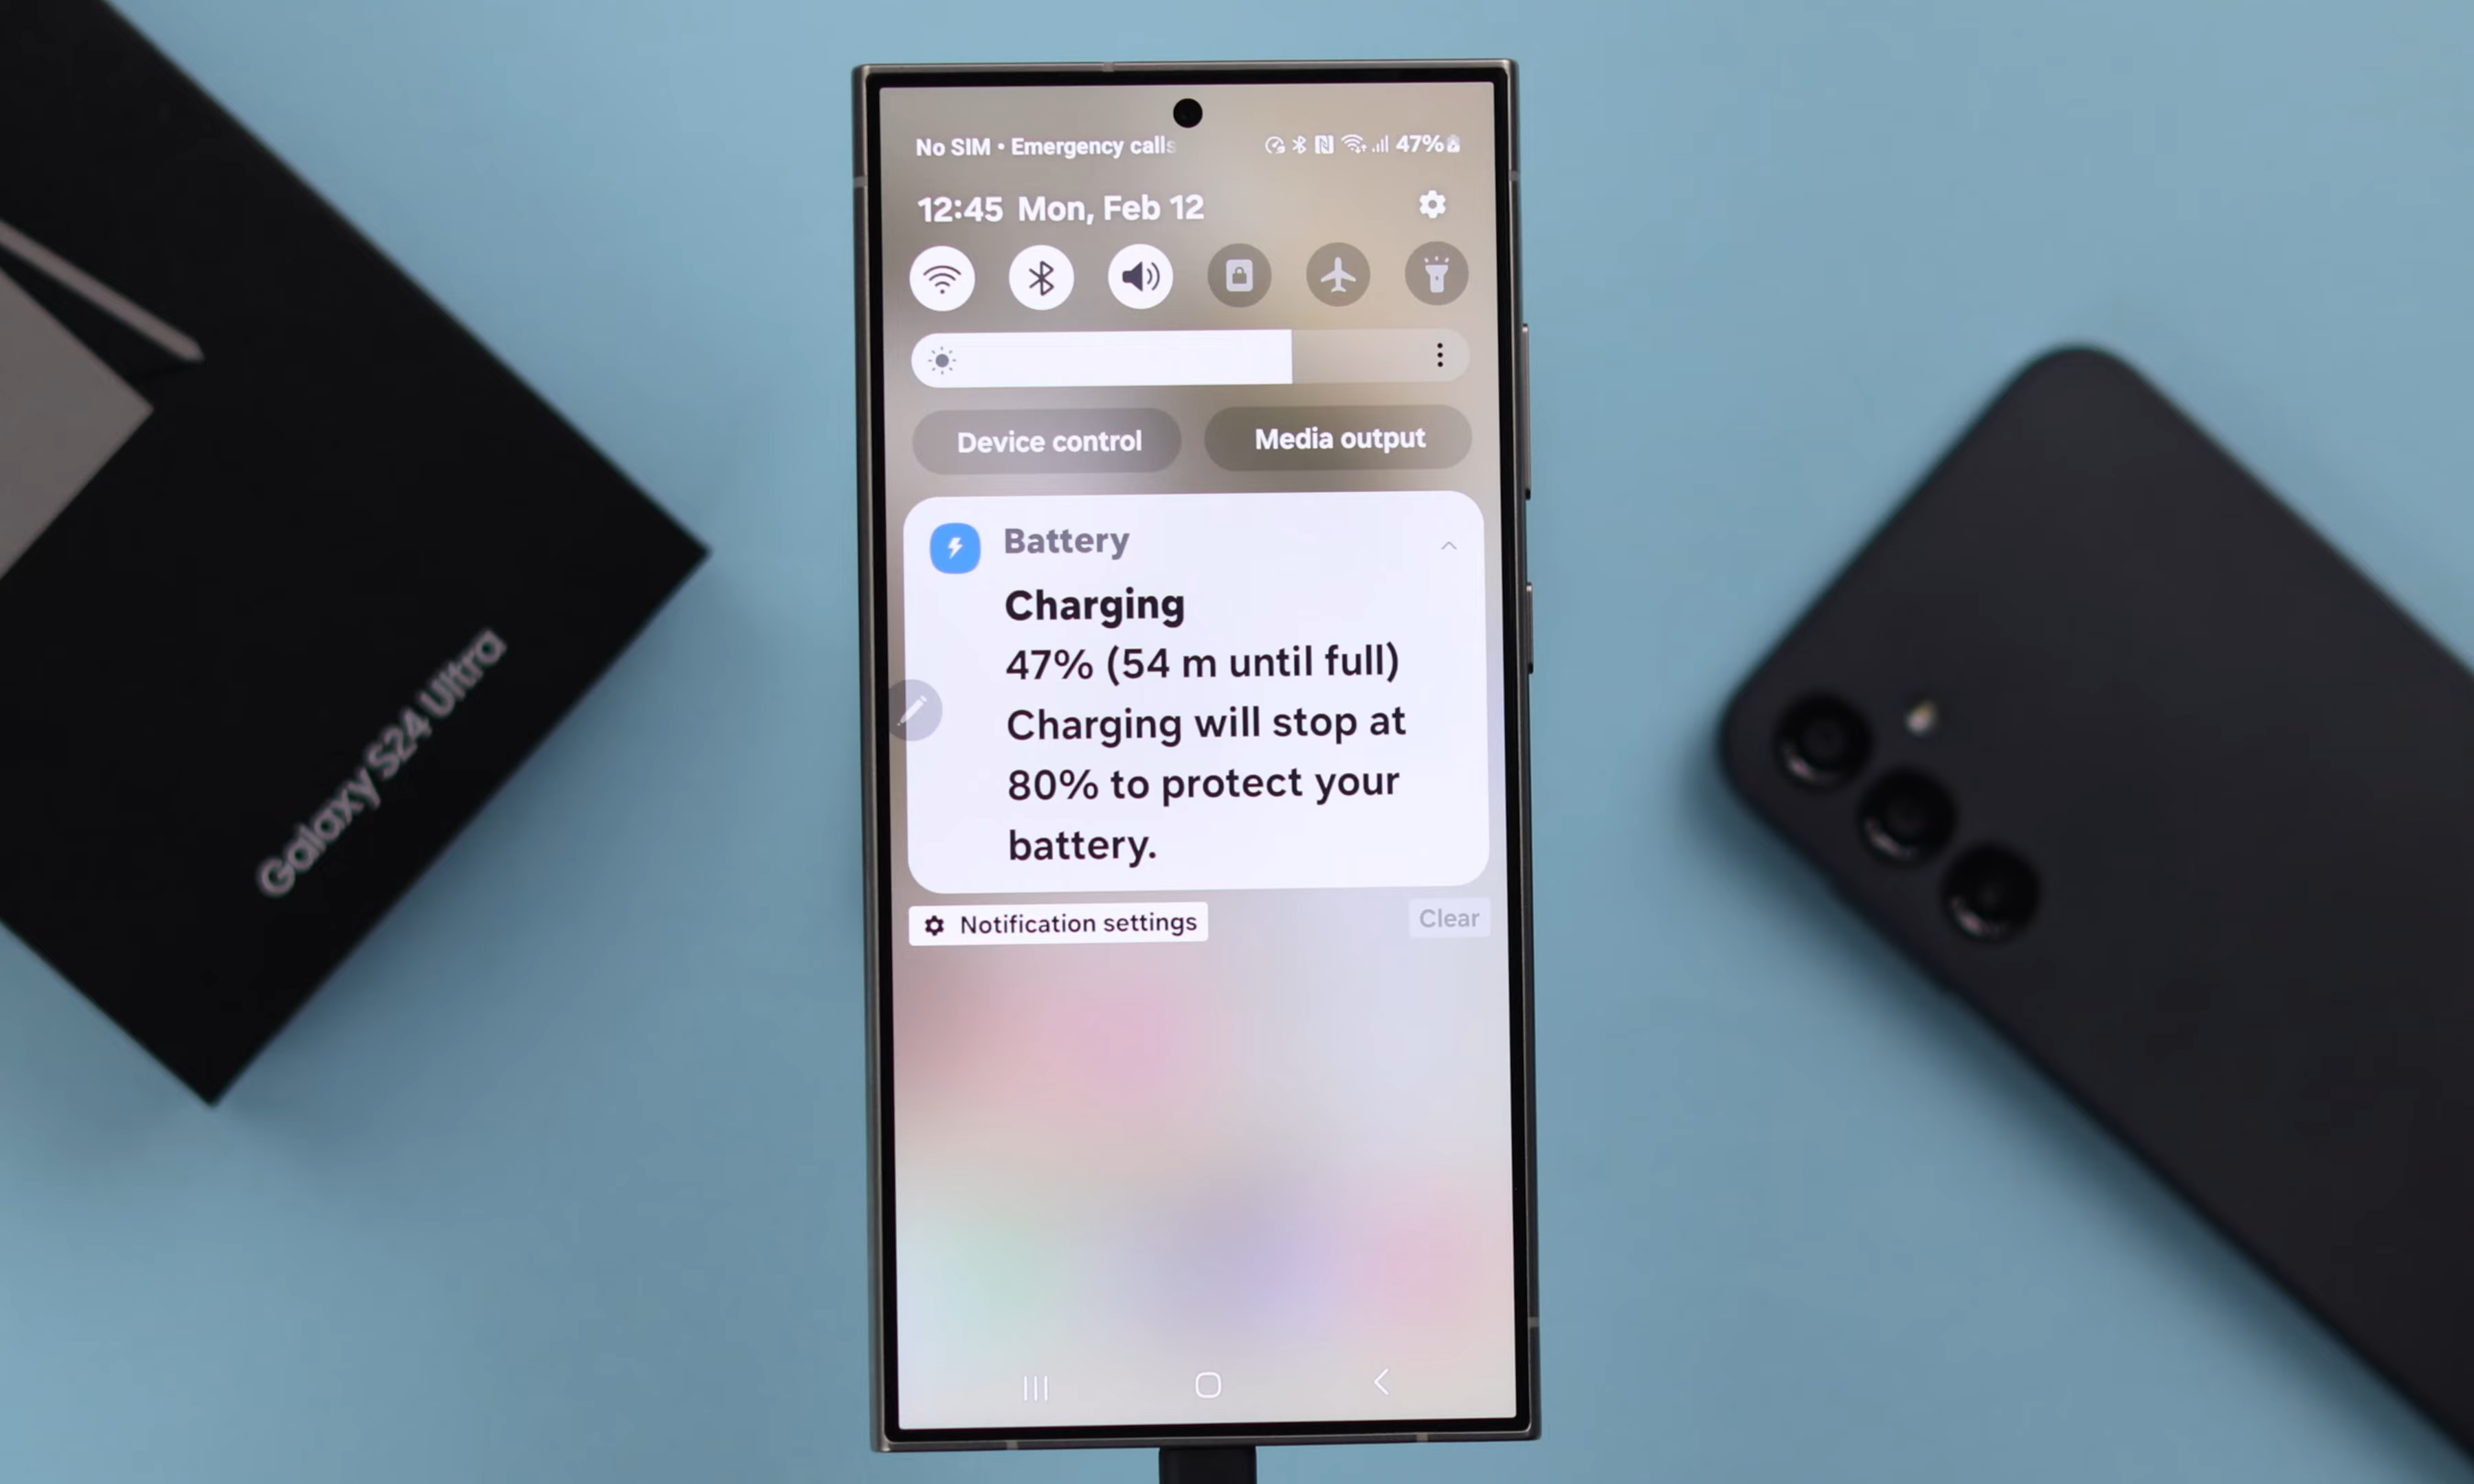 No SIM • Emergency calls
47%
12:45 Mon, Feb 12
Device control
Media output
Battery
Charging
47% (54 m until full)
Charging will stop at
80% to protect your
battery.
Notification settings
Clear
Galaxy S24 Ultra